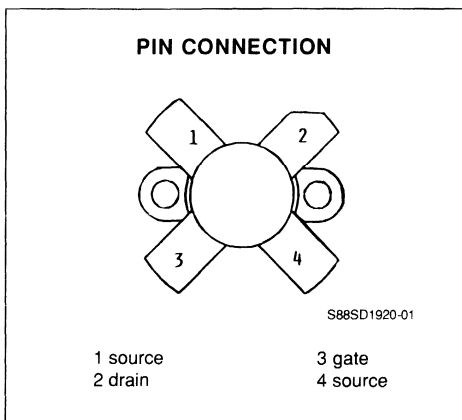 PIN CONNECTION
1
2
3
4
S88SD1920-01
1 source
3 gate
2 drain
4 source